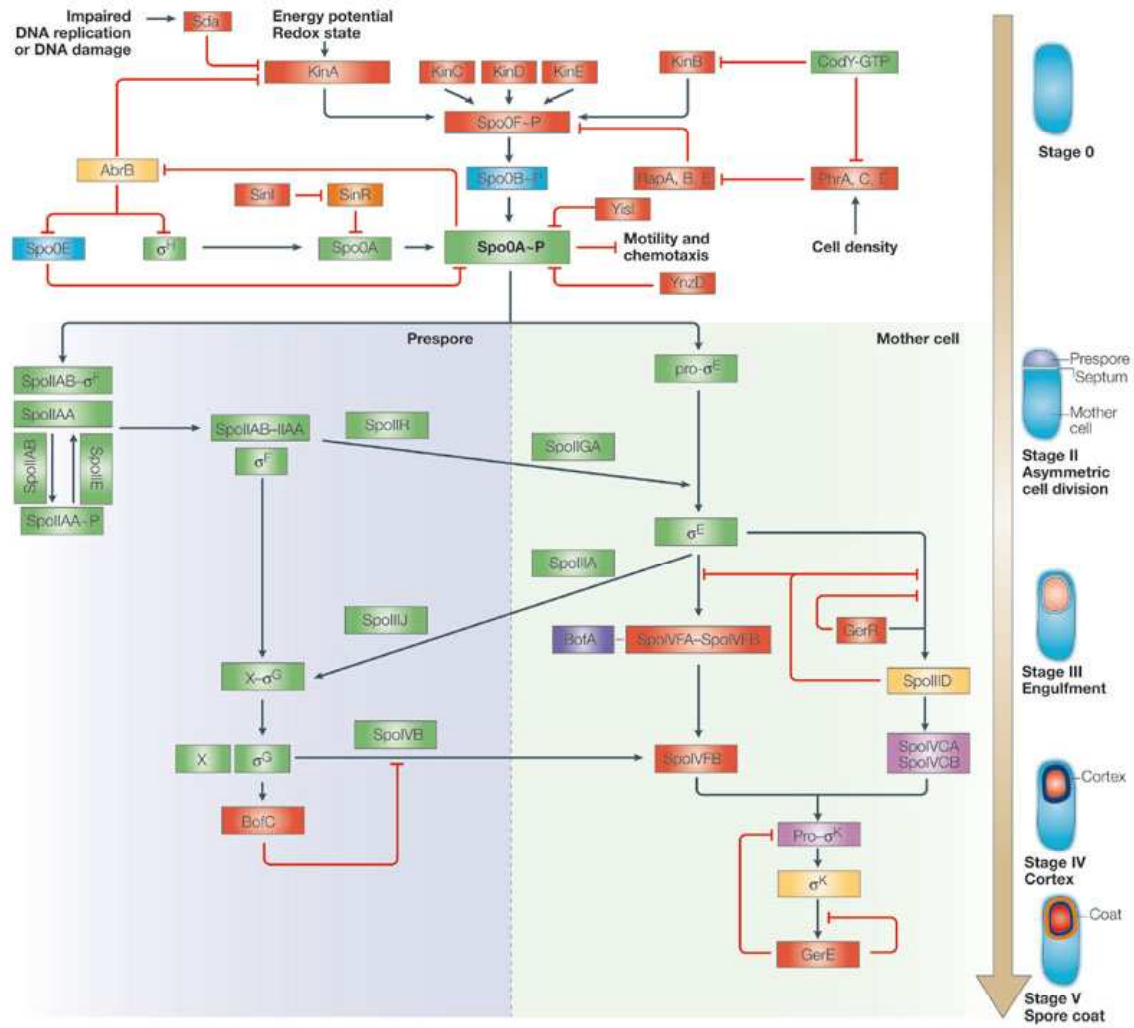 Impaired
DNA replication
or DNA damage
Sda
Energy potential
Redox state
KinA
KinC
KinD
KinE
KinB
CodY-GTP
Spo0F~P
AbrB
Spo0B~P
RapA, B, E
PhrA, C, E
SinI
SinR
YisI
Spo0E
σH
Spo0A
Spo0A~P
Motility and
chemotaxis
Cell density
YnzD
Stage 0
Prespore
Mother cell
SpoIIAB–σF
SpoIIAA
SpoIIAB
SpoIIE
SpoIIAA~P
SpoIIAB–IIAA
σF
SpoIIR
SpoIIGA
pro-σE
σE
SpoIIIA
SpoIIIJ
BofA
SpoIVFA–SpoIVFB
GerR
SpoIIID
X–σG
X
σG
SpoIVB
SpoIVFB
SpoIVCA
SpoIVCB
BofC
Pro–σK
σK
GerE
Prespore
Septum
Mother
cell
Stage II
Asymmetric
cell division
Stage III
Engulfment
Cortex
Stage IV
Cortex
Coat
Stage V
Spore coat